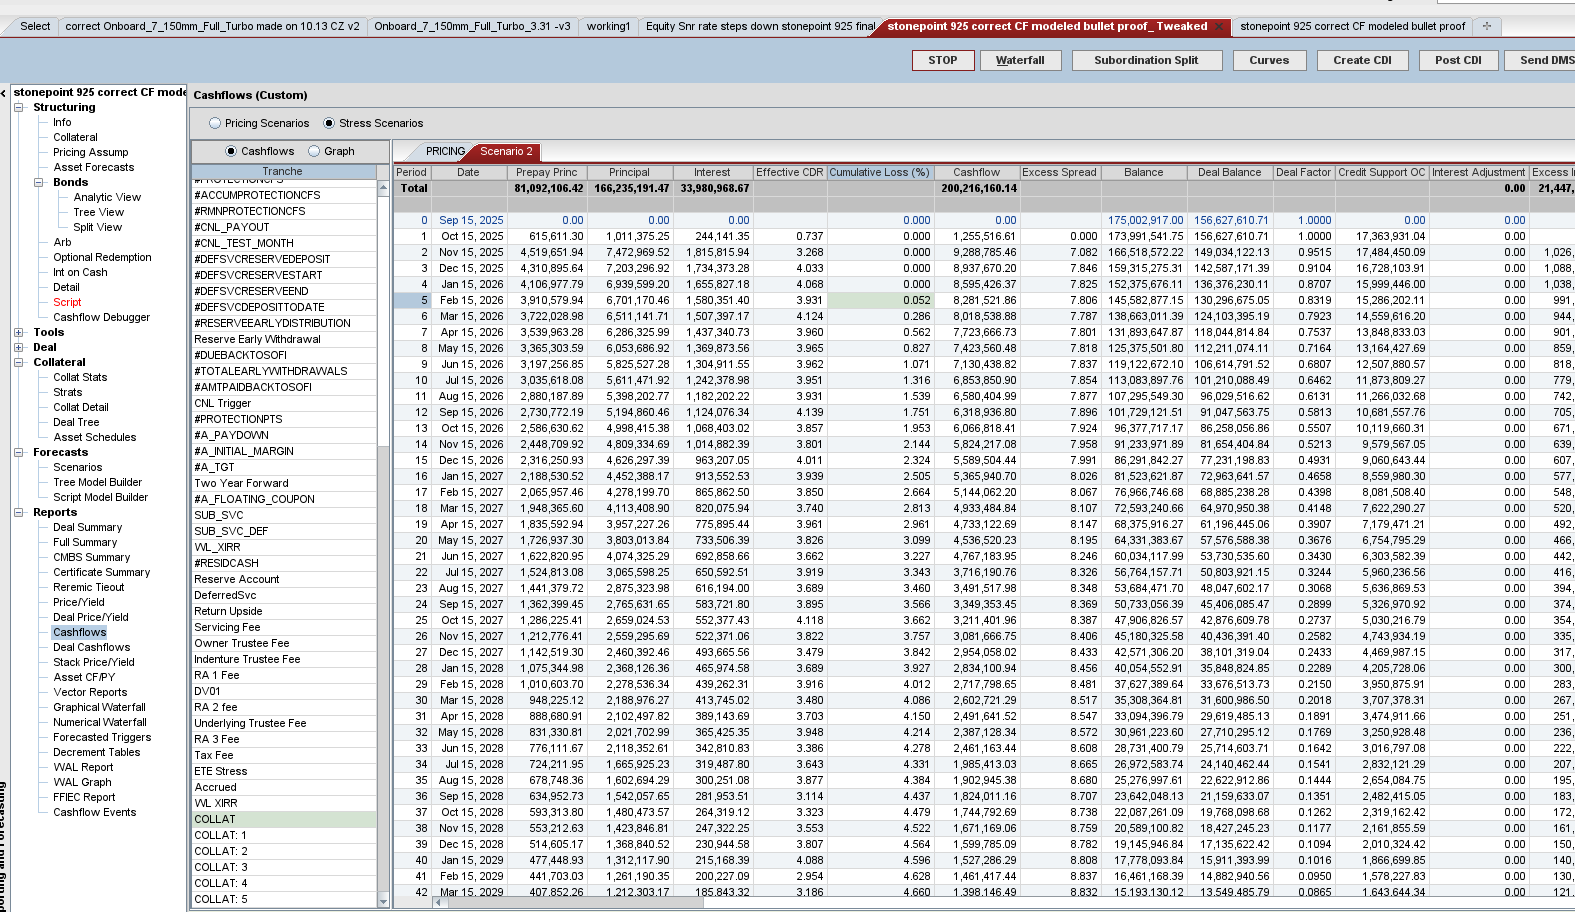 Select correct Onboard_7_150mm_Full_Turbo made on 10.13 CZ v2 Onboard_7_150mm_Full_Turbo_3.31 -v3 working1 Equity Snr rate steps down stonepoint 925 final stonepoint 925 correct CF modeled bullet proof_ Tweaked stonepoint 925 correct CF modeled bullet proof
STOP Waterfall Subordination Split Curves Create CDI Post CDI Send DMS
stonepoint 925 correct CF mode
Structuring
Info
Collateral
Pricing Assump
Asset Forecasts
Bonds
Analytic View
Tree View
Split View
Arb
Optional Redemption
Int on Cash
Detail
Script
Cashflow Debugger
Tools
Deal
Collateral
Collat Stats
Strats
Collat Detail
Deal Tree
Asset Schedules
Forecasts
Scenarios
Tree Model Builder
Script Model Builder
Reports
Deal Summary
Full Summary
CMBS Summary
Certificate Summary
Reremic Tieout
Price/Yield
Deal Price/Yield
Cashflows
Deal Cashflows
Stack Price/Yield
Asset CF/PY
Vector Reports
Graphical Waterfall
Numerical Waterfall
Forecasted Triggers
Decrement Tables
WAL Report
WAL Graph
FFIEC Report
Cashflow Events
Cashflows (Custom)
Pricing Scenarios Stress Scenarios
Cashflows Graph
Tranche
#PROTECTIONCFS
#ACCUMPROTECTIONCFS
#RMNPROTECTIONCFS
#CNL_PAYOUT
#CNL_TEST_MONTH
#DEFSVCRESERVEDEPOSIT
#DEFSVCRESERVESTART
#DEFSVCRESERVEEND
#DEFSVCDEPOSITTODATE
#RESERVEEARLYDISTRIBUTION
Reserve Early Withdrawal
#DUEBACKTOSOFI
#TOTALEARLYWITHDRAWALS
#AMTPAIDBACKTOSOFI
CNL Trigger
#PROTECTIONPTS
#A_PAYDOWN
#A_INITIAL_MARGIN
#A_TGT
Two Year Forward
#A_FLOATING_COUPON
SUB_SVC
SUB_SVC_DEF
WL_XIRR
#RESIDCASH
Reserve Account
DeferredSvc
Return Upside
Servicing Fee
Owner Trustee Fee
Indenture Trustee Fee
RA 1 Fee
DV01
RA 2 fee
Underlying Trustee Fee
RA 3 Fee
Tax Fee
ETE Stress
Accrued
WL XIRR
COLLAT
COLLAT: 1
COLLAT: 2
COLLAT: 3
COLLAT: 4
COLLAT: 5
PRICING Scenario 2
Period Date Prepay Princ Principal Interest Effective CDR Cumulative Loss (%) Cashflow Excess Spread Balance Deal Balance Deal Factor Credit Support OC Interest Adjustment Excess In
Total 81,092,106.42 166,235,191.47 33,980,968.67 200,216,160.14 0.00 21,447,
0 Sep 15, 2025 0.00 0.00 0.00 0.000 0.00 175,002,917.00 156,627,610.71 1.0000 0.00 0.00
1 Oct 15, 2025 615,611.30 1,011,375.25 244,141.35 0.737 0.000 1,255,516.61 0.000 173,991,541.75 156,627,610.71 1.0000 17,363,931.04 0.00
2 Nov 15, 2025 4,519,651.94 7,472,969.52 1,815,815.94 3.268 0.000 9,288,785.46 7.082 166,518,572.22 149,034,122.13 0.9515 17,484,450.09 0.00 1,026,
3 Dec 15, 2025 4,310,895.64 7,203,296.92 1,734,373.28 4.033 0.000 8,937,670.20 7.846 159,315,275.31 142,587,171.39 0.9104 16,728,103.91 0.00 1,088,
4 Jan 15, 2026 4,106,977.79 6,939,599.20 1,655,827.18 4.068 0.000 8,595,426.37 7.825 152,375,676.11 136,376,230.11 0.8707 15,999,446.00 0.00 1,038,
5 Feb 15, 2026 3,910,579.94 6,701,170.46 1,580,351.40 3.931 0.052 8,281,521.86 7.806 145,582,877.15 130,296,675.05 0.8319 15,286,202.11 0.00 991,
6 Mar 15, 2026 3,722,028.98 6,511,141.71 1,507,397.17 4.124 0.286 8,018,538.88 7.787 138,663,011.39 124,103,395.19 0.7923 14,559,616.20 0.00 944,
7 Apr 15, 2026 3,539,963.28 6,286,325.99 1,437,340.73 3.960 0.562 7,723,666.73 7.801 131,893,647.87 118,044,814.84 0.7537 13,848,833.03 0.00 901,
8 May 15, 2026 3,365,303.59 6,053,686.92 1,369,873.56 3.965 0.827 7,423,560.48 7.818 125,375,501.80 112,211,074.11 0.7164 13,164,427.69 0.00 859,
9 Jun 15, 2026 3,197,256.85 5,825,527.28 1,304,911.55 3.962 1.071 7,130,438.82 7.837 119,122,672.10 106,614,791.52 0.6807 12,507,880.57 0.00 818,
10 Jul 15, 2026 3,035,618.08 5,611,471.92 1,242,378.98 3.951 1.316 6,853,850.90 7.854 113,083,897.76 101,210,088.49 0.6462 11,873,809.27 0.00 779,
11 Aug 15, 2026 2,880,187.89 5,398,202.77 1,182,202.22 3.931 1.539 6,580,404.99 7.877 107,295,549.30 96,029,516.62 0.6131 11,266,032.68 0.00 742,
12 Sep 15, 2026 2,730,772.19 5,194,860.46 1,124,076.34 4.139 1.751 6,318,936.80 7.896 101,729,121.51 91,047,563.75 0.5813 10,681,557.76 0.00 705,
13 Oct 15, 2026 2,586,630.62 4,998,415.38 1,068,403.02 3.857 1.953 6,066,818.41 7.924 96,377,717.17 86,258,056.86 0.5507 10,119,660.31 0.00 671,
14 Nov 15, 2026 2,448,709.92 4,809,334.69 1,014,882.39 3.801 2.144 5,824,217.08 7.958 91,233,971.89 81,654,404.84 0.5213 9,579,567.05 0.00 639,
15 Dec 15, 2026 2,316,250.93 4,626,297.39 963,207.05 4.011 2.324 5,589,504.44 7.991 86,291,842.27 77,231,198.83 0.4931 9,060,643.44 0.00 607,
16 Jan 15, 2027 2,188,530.52 4,452,388.17 913,552.53 3.939 2.505 5,365,940.70 8.026 81,523,621.87 72,963,641.57 0.4658 8,559,980.30 0.00 577,
17 Feb 15, 2027 2,065,957.46 4,278,199.70 865,862.50 3.850 2.664 5,144,062.20 8.067 76,966,746.68 68,885,238.28 0.4398 8,081,508.40 0.00 548,
18 Mar 15, 2027 1,948,365.60 4,113,408.90 820,075.94 3.740 2.813 4,933,484.84 8.107 72,593,240.66 64,970,950.38 0.4148 7,622,290.27 0.00 520,
19 Apr 15, 2027 1,835,592.94 3,957,227.26 775,895.44 3.961 2.961 4,733,122.69 8.147 68,375,916.27 61,196,445.06 0.3907 7,179,471.21 0.00 492,
20 May 15, 2027 1,726,937.30 3,803,013.84 733,506.39 3.826 3.099 4,536,520.23 8.195 64,331,383.67 57,576,588.38 0.3676 6,754,795.29 0.00 466,
21 Jun 15, 2027 1,622,820.95 4,074,325.29 692,858.66 3.662 3.227 4,767,183.95 8.246 60,034,117.99 53,730,535.60 0.3430 6,303,582.39 0.00 442,
22 Jul 15, 2027 1,524,813.08 3,065,598.25 650,592.51 3.919 3.343 3,716,190.76 8.326 56,764,157.71 50,803,921.15 0.3244 5,960,236.56 0.00 416,
23 Aug 15, 2027 1,441,379.72 2,875,323.98 616,194.00 3.689 3.460 3,491,517.98 8.348 53,684,471.70 48,047,602.17 0.3068 5,636,869.53 0.00 394,
24 Sep 15, 2027 1,362,399.45 2,765,631.65 583,721.80 3.895 3.566 3,349,353.45 8.369 50,733,056.39 45,406,085.47 0.2899 5,326,970.92 0.00 374,
25 Oct 15, 2027 1,286,225.41 2,659,024.53 552,377.43 4.118 3.662 3,211,401.96 8.387 47,906,826.57 42,876,609.78 0.2737 5,030,216.79 0.00 354,
26 Nov 15, 2027 1,212,776.41 2,559,295.69 522,371.06 3.822 3.757 3,081,666.75 8.406 45,180,325.58 40,436,391.40 0.2582 4,743,934.19 0.00 335,
27 Dec 15, 2027 1,142,519.30 2,460,392.46 493,665.56 3.479 3.842 2,954,058.02 8.433 42,571,306.20 38,101,319.04 0.2433 4,469,987.15 0.00 317,
28 Jan 15, 2028 1,075,344.98 2,368,126.36 465,974.58 3.689 3.927 2,834,100.94 8.456 40,054,552.91 35,848,824.85 0.2289 4,205,728.06 0.00 300,
29 Feb 15, 2028 1,010,603.70 2,278,536.34 439,262.31 3.916 4.012 2,717,798.65 8.481 37,627,389.64 33,676,513.73 0.2150 3,950,875.91 0.00 283,
30 Mar 15, 2028 948,225.12 2,188,976.27 413,745.02 3.480 4.086 2,602,721.29 8.517 35,308,364.81 31,600,986.50 0.2018 3,707,378.31 0.00 267,
31 Apr 15, 2028 888,680.91 2,102,497.82 389,143.69 3.703 4.150 2,491,641.52 8.547 33,094,396.79 29,619,485.13 0.1891 3,474,911.66 0.00 251,
32 May 15, 2028 831,330.81 2,021,702.99 365,425.35 3.948 4.214 2,387,128.34 8.572 30,961,223.60 27,710,295.12 0.1769 3,250,928.48 0.00 236,
33 Jun 15, 2028 776,111.67 2,118,352.61 342,810.83 3.386 4.278 2,461,163.44 8.608 28,731,400.79 25,714,603.71 0.1642 3,016,797.08 0.00 222,
34 Jul 15, 2028 724,211.95 1,665,925.23 319,487.80 3.643 4.331 1,985,413.03 8.665 26,972,583.74 24,140,462.44 0.1541 2,832,121.29 0.00 207,
35 Aug 15, 2028 678,748.36 1,602,694.29 300,251.08 3.877 4.384 1,902,945.38 8.680 25,276,997.61 22,622,912.86 0.1444 2,654,084.75 0.00 195,
36 Sep 15, 2028 634,952.73 1,542,057.65 281,953.51 3.114 4.437 1,824,011.16 8.707 23,642,048.13 21,159,633.07 0.1351 2,482,415.05 0.00 183,
37 Oct 15, 2028 593,313.80 1,480,473.57 264,319.12 3.323 4.479 1,744,792.69 8.738 22,087,261.09 19,768,098.68 0.1262 2,319,162.42 0.00 172,
38 Nov 15, 2028 553,212.63 1,423,846.81 247,322.25 3.553 4.522 1,671,169.06 8.759 20,589,100.82 18,427,245.23 0.1177 2,161,855.59 0.00 161,
39 Dec 15, 2028 514,605.17 1,368,840.52 230,944.58 3.807 4.564 1,599,785.09 8.782 19,145,946.84 17,135,622.42 0.1094 2,010,324.42 0.00 150,
40 Jan 15, 2029 477,448.93 1,312,117.90 215,168.39 4.088 4.596 1,527,286.29 8.808 17,778,093.84 15,911,393.99 0.1016 1,866,699.85 0.00 140,
41 Feb 15, 2029 441,703.03 1,261,190.35 200,227.09 2.954 4.628 1,461,417.44 8.837 16,461,168.39 14,882,940.56 0.0950 1,578,227.83 0.00 130,
42 Mar 15, 2029 407,852.26 1,212,303.17 185,843.32 3.186 4.660 1,398,146.49 8.832 15,193,130.12 13,549,485.79 0.0865 1,643,644.34 0.00 121,